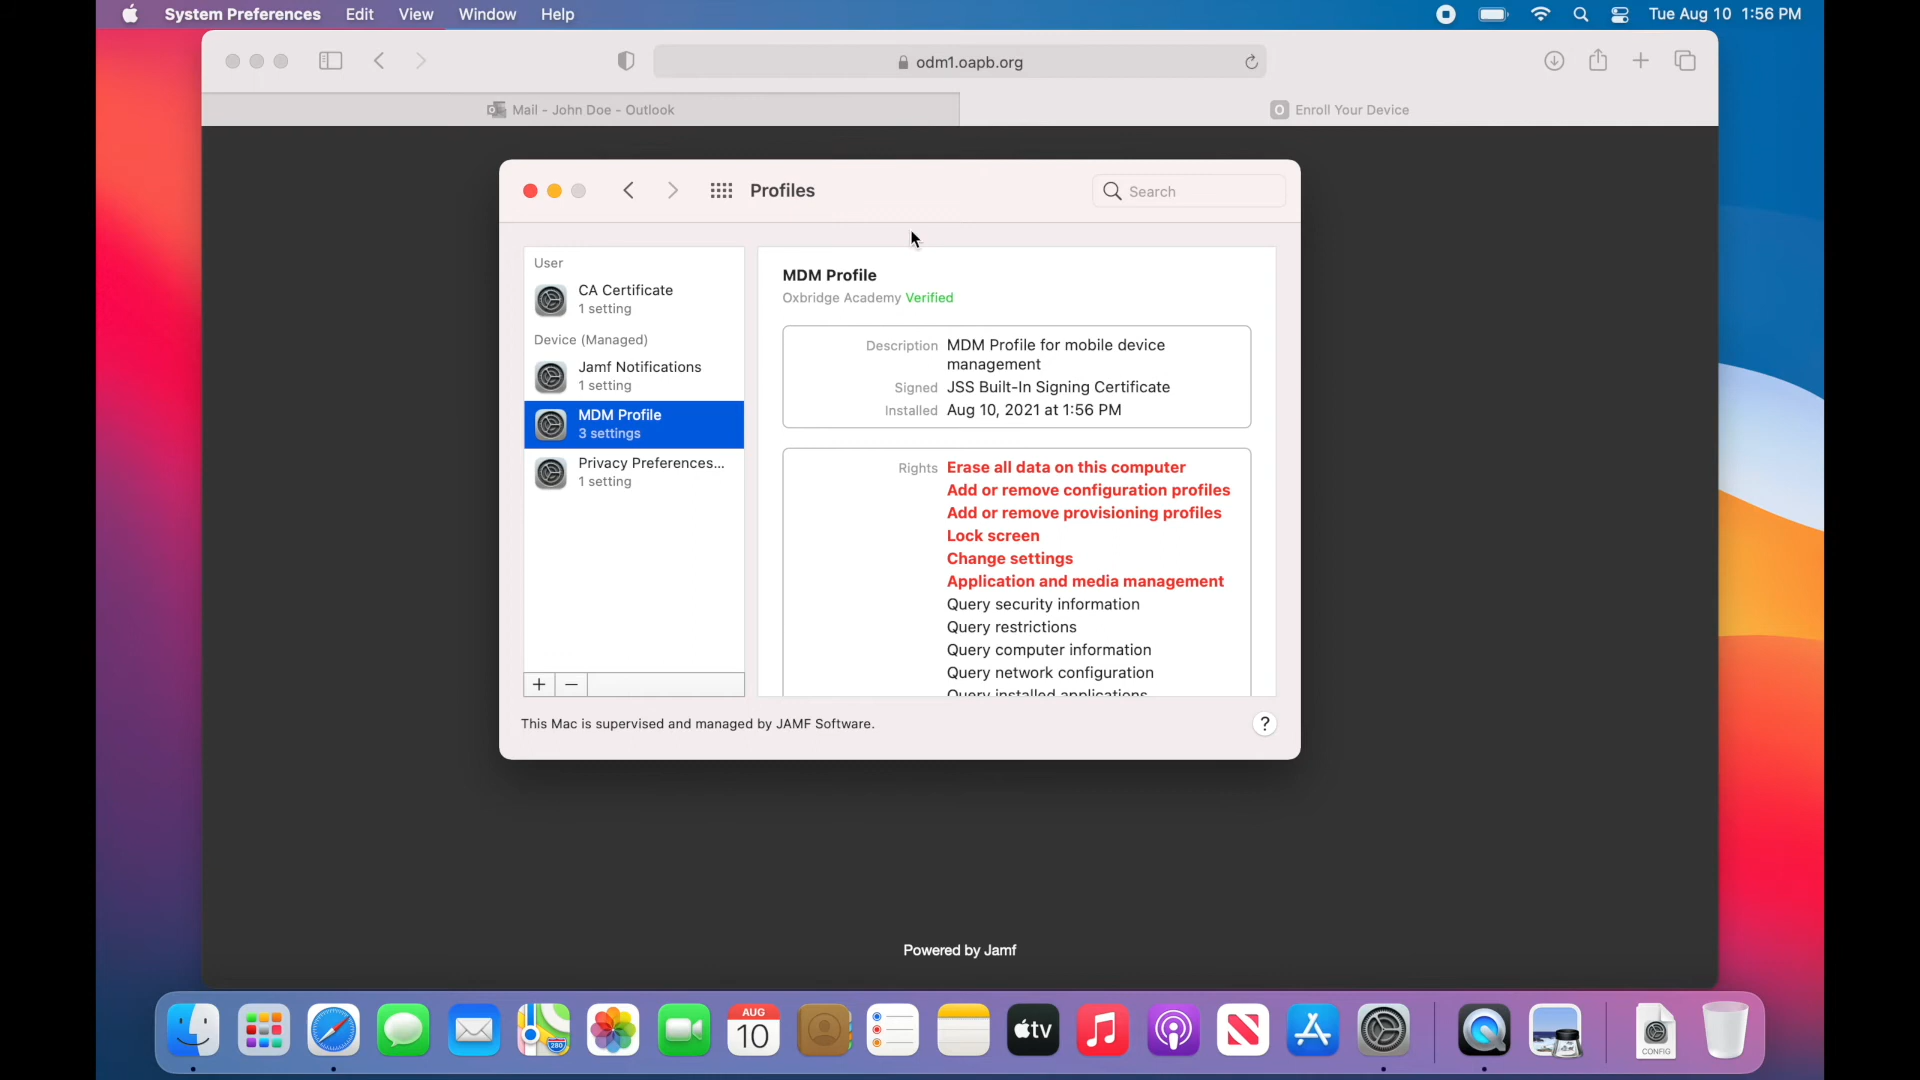 System Preferences Edit View Window Help Tue Aug 10 1:56 PM
odm1.oapb.org
Mail - John Doe - Outlook
Enroll Your Device
Profiles
Search
User
CA Certificate
1 setting
Device (Managed)
Jamf Notifications
1 setting
MDM Profile
3 settings
Privacy Preferences...
1 setting
MDM Profile
Oxbridge Academy Verified
Description MDM Profile for mobile device
management
Signed JSS Built-In Signing Certificate
Installed Aug 10, 2021 at 1:56 PM
Rights Erase all data on this computer
Add or remove configuration profiles
Add or remove provisioning profiles
Lock screen
Change settings
Application and media management
Query security information
Query restrictions
Query computer information
Query network configuration
Query installed applications
+ −
This Mac is supervised and managed by JAMF Software.
?
Powered by Jamf
AUG
10
280
tv
CONFIG